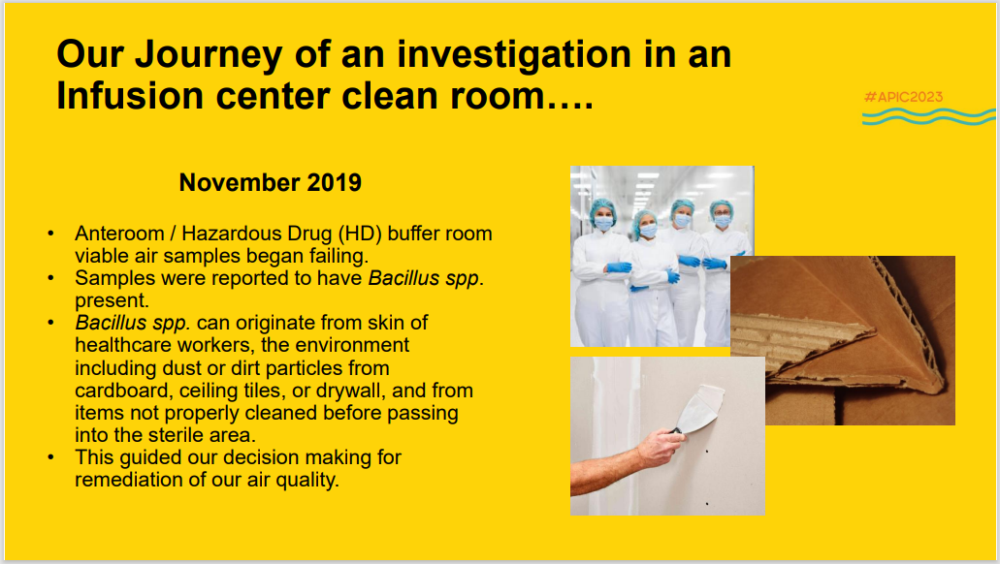 Our Journey of an investigation in an
Infusion center clean room….
#APIC2023
November 2019
• Anteroom / Hazardous Drug (HD) buffer room
viable air samples began failing.
• Samples were reported to have Bacillus spp.
present.
• Bacillus spp. can originate from skin of
healthcare workers, the environment
including dust or dirt particles from
cardboard, ceiling tiles, or drywall, and from
items not properly cleaned before passing
into the sterile area.
• This guided our decision making for
remediation of our air quality.